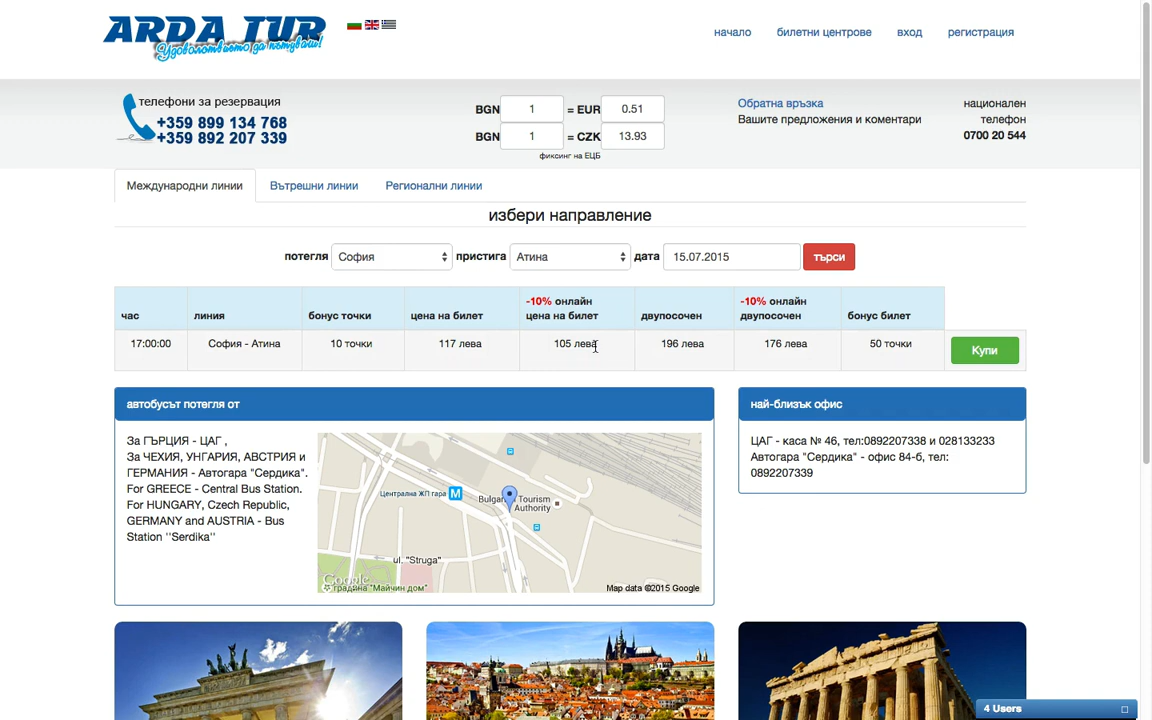 ARDA TUR
Удоволствието да пътуваш!
начало
билетни центрове
вход
регистрация
телефони за резервация
+359 899 134 768
+359 892 207 339
BGN 1 = EUR 0.51
BGN 1 = CZK 13.93
фиксинг на ЕЦБ
Обратна връзка
Вашите предложения и коментари
национален
телефон
0700 20 544
Международни линии
Вътрешни линии
Регионални линии
избери направление
потегля София пристига Атина дата 15.07.2015 търси
час
линия
бонус точки
цена на билет
-10% онлайн
цена на билет
двупосочен
-10% онлайн
двупосочен
бонус билет
17:00:00
София - Атина
10 точки
117 лева
105 лева
196 лева
176 лева
50 точки
Купи
автобусът потегля от
За ГЪРЦИЯ - ЦАГ ,
За ЧЕХИЯ, УНГАРИЯ, АВСТРИЯ и
ГЕРМАНИЯ - Автогара "Сердика".
For GREECE - Central Bus Station.
For HUNGARY, Czech Republic,
GERMANY and AUSTRIA - Bus
Station ''Serdika''
Централна ЖП гара M
Bulgarian Tourism
Authority
ul. "Struga"
Google
градина "Майчин дом"
Map data ©2015 Google
най-близък офис
ЦАГ - каса № 46, тел:0892207338 и 028133233
Автогара "Сердика" - офис 84-б, тел:
0892207339
4 Users